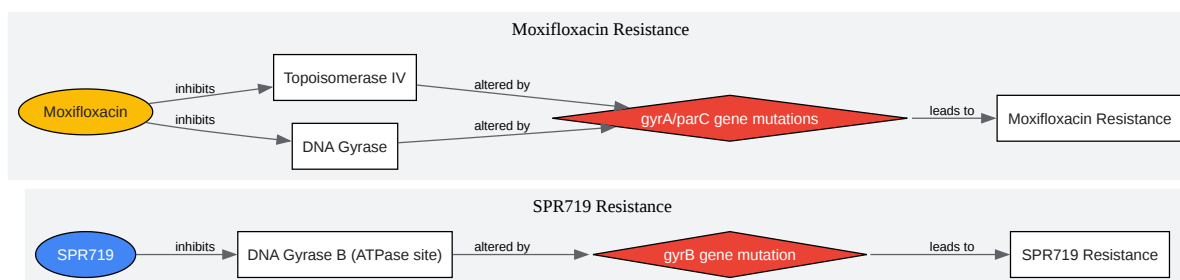 Moxifloxacin Resistance
Moxifloxacin
inhibits
inhibits
Topoisomerase IV
DNA Gyrase
altered by
altered by
gyrA/parC gene mutations
leads to
Moxifloxacin Resistance
SPR719 Resistance
SPR719
inhibits
DNA Gyrase B (ATPase site)
altered by
gyrB gene mutation
leads to
SPR719 Resistance